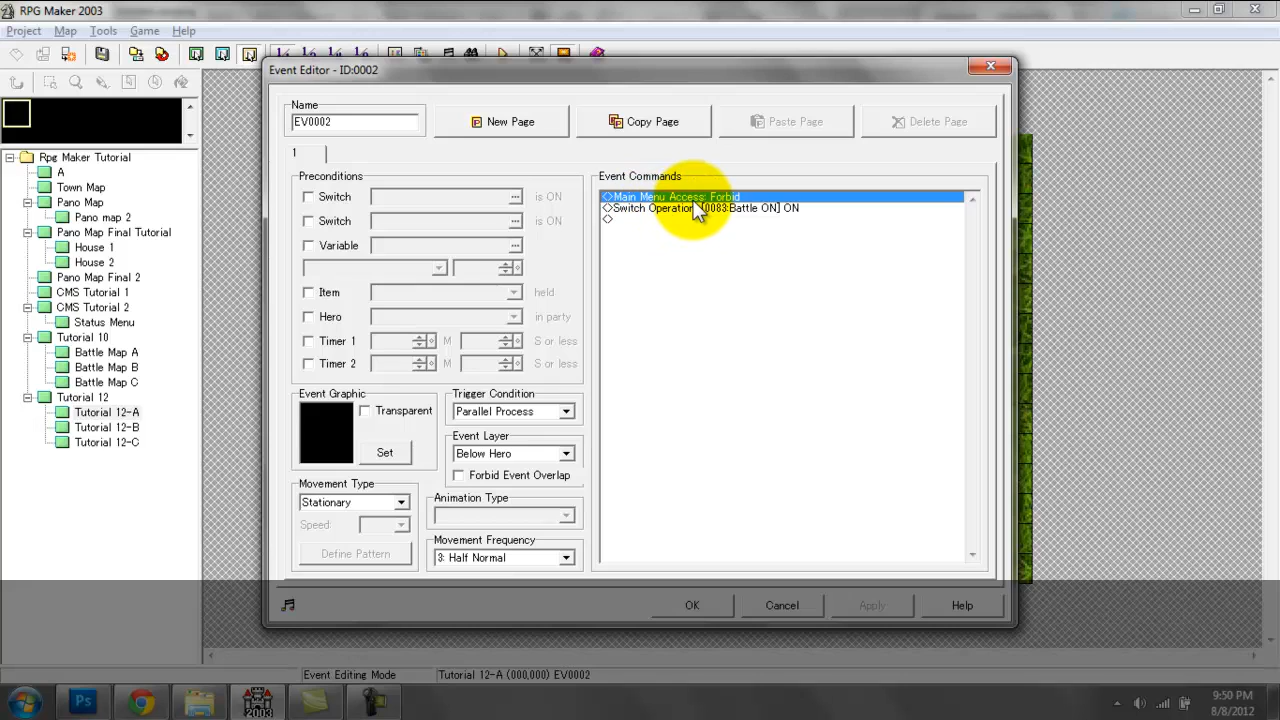 RPG Maker 2003
Project Map Tools Game Help
Event Editor - ID:0002
Name
EV0002
New Page
Copy Page
Paste Page
Delete Page
1
Preconditions
Switch ... is ON
Switch ... is ON
Variable ...
Item held
Hero in party
Timer 1 M S or less
Timer 2 M S or less
Event Graphic
Transparent
Set
Trigger Condition
Parallel Process
Event Layer
Below Hero
Forbid Event Overlap
Movement Type
Stationary
Speed:
Define Pattern
Animation Type
Movement Frequency
3: Half Normal
Event Commands
◇Main Menu Access: Forbid
◇Switch Operation: [0083:Battle ON] ON
◇
OK
Cancel
Apply
Help
Rpg Maker Tutorial
A
Town Map
Pano Map
Pano map 2
Pano Map Final Tutorial
House 1
House 2
Pano Map Final 2
CMS Tutorial 1
CMS Tutorial 2
Status Menu
Tutorial 10
Battle Map A
Battle Map B
Battle Map C
Tutorial 12
Tutorial 12-A
Tutorial 12-B
Tutorial 12-C
Event Editing Mode
Tutorial 12-A (000,000) EV0002
Ps
2003
9:50 PM
8/8/2012